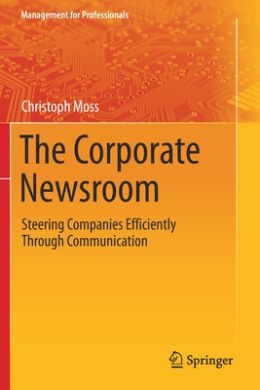 Management for Professionals
Christoph Moss
The Corporate
Newsroom
Steering Companies Efficiently
Through Communication
Springer